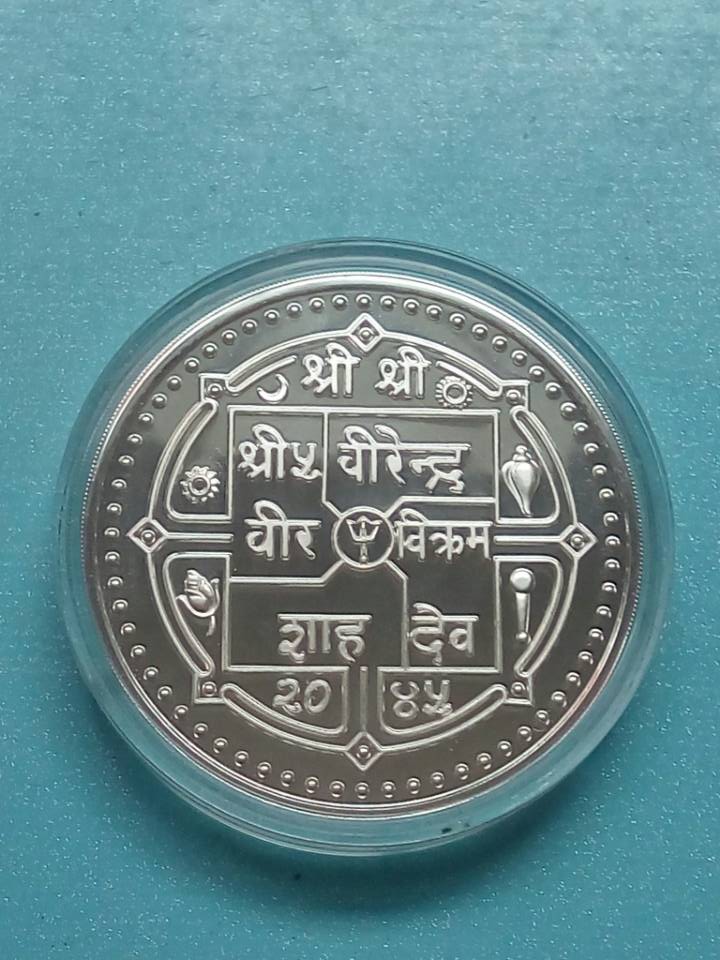 श्री श्री
श्री५ वीरेन्द्र
वीर विक्रम
शाह देव
२० ४५